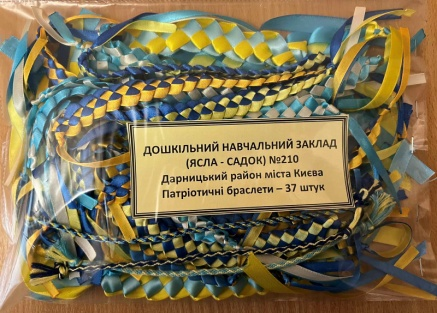 ДОШКІЛЬНИЙ НАВЧАЛЬНИЙ ЗАКЛАД
(ЯСЛА - САДОК) №210
Дарницький район міста Києва
Патріотичні браслети – 37 штук